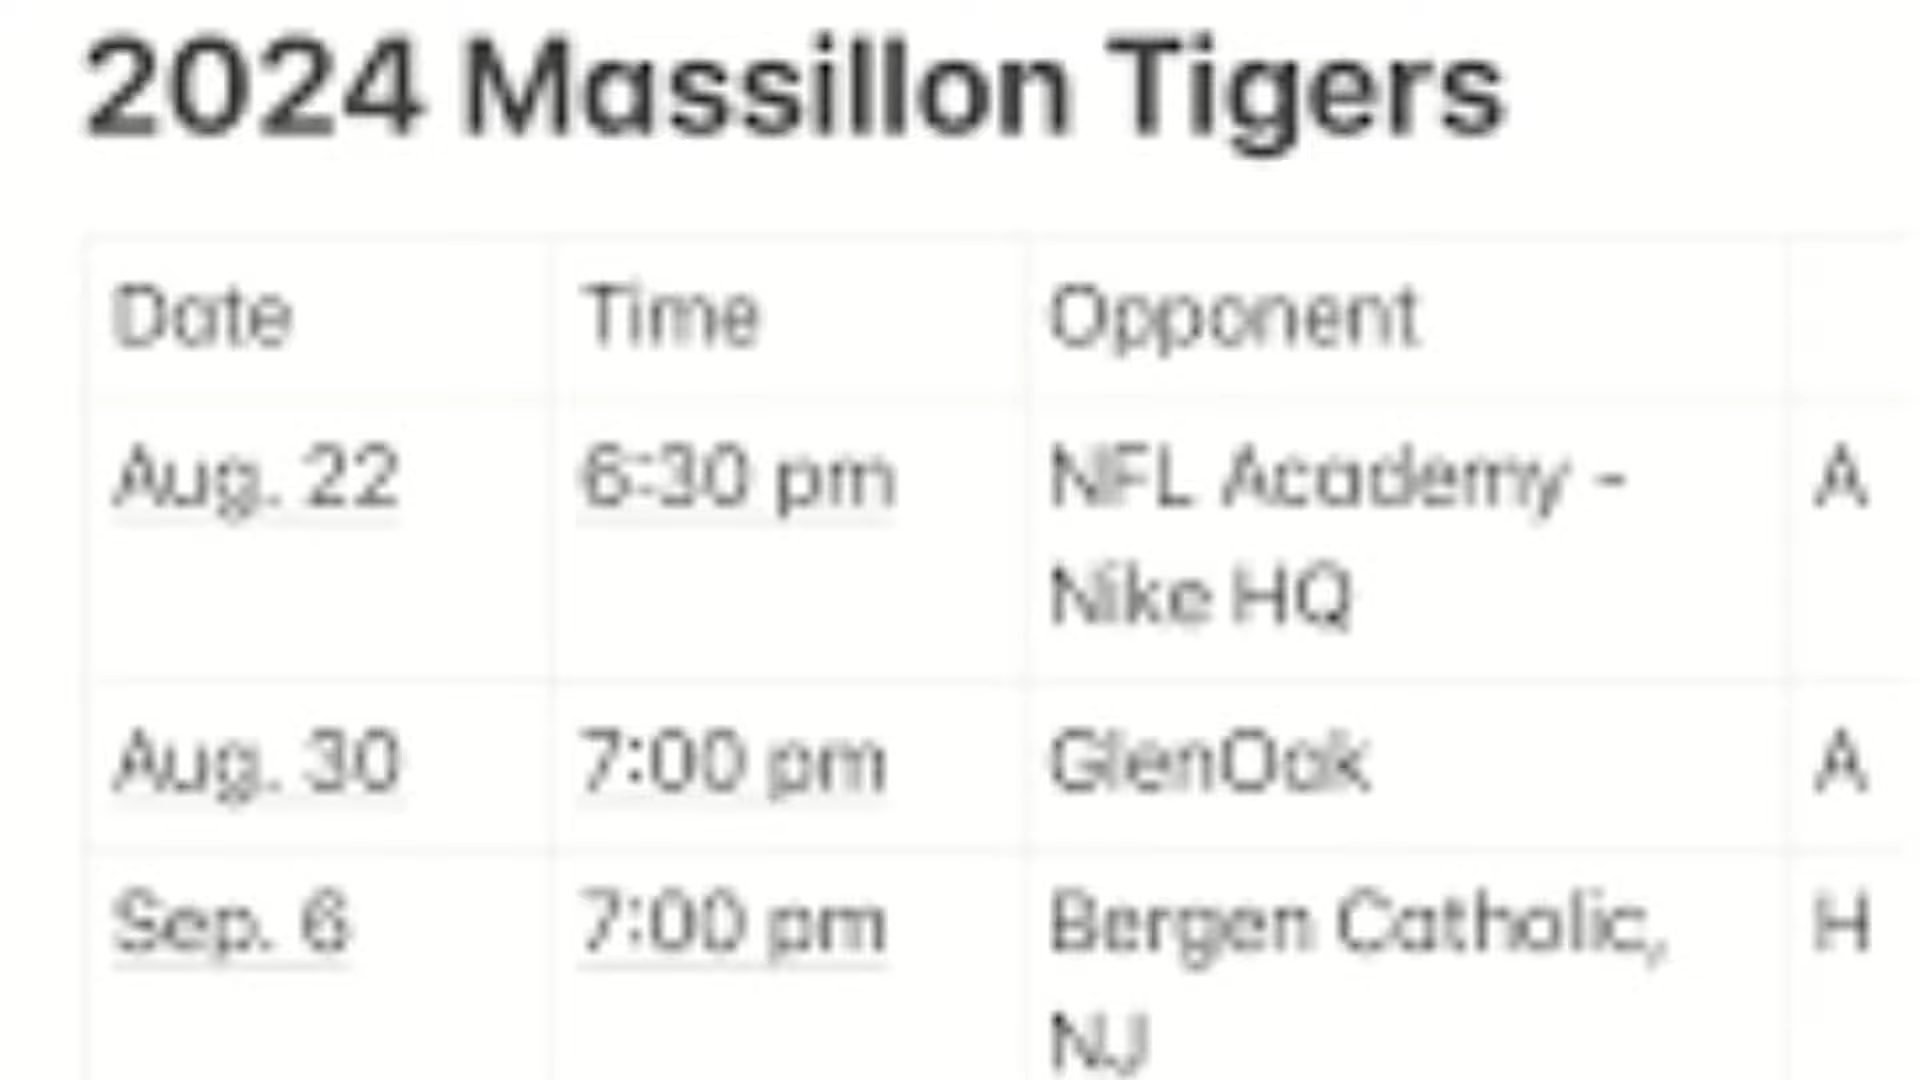 2024 Massillon Tigers
Date Time Opponent
Aug. 22 6:30 pm NFL Academy - A
Nike HQ
Aug. 30 7:00 pm GlenOak A
Sep. 6 7:00 pm Bergen Catholic, H
NJ